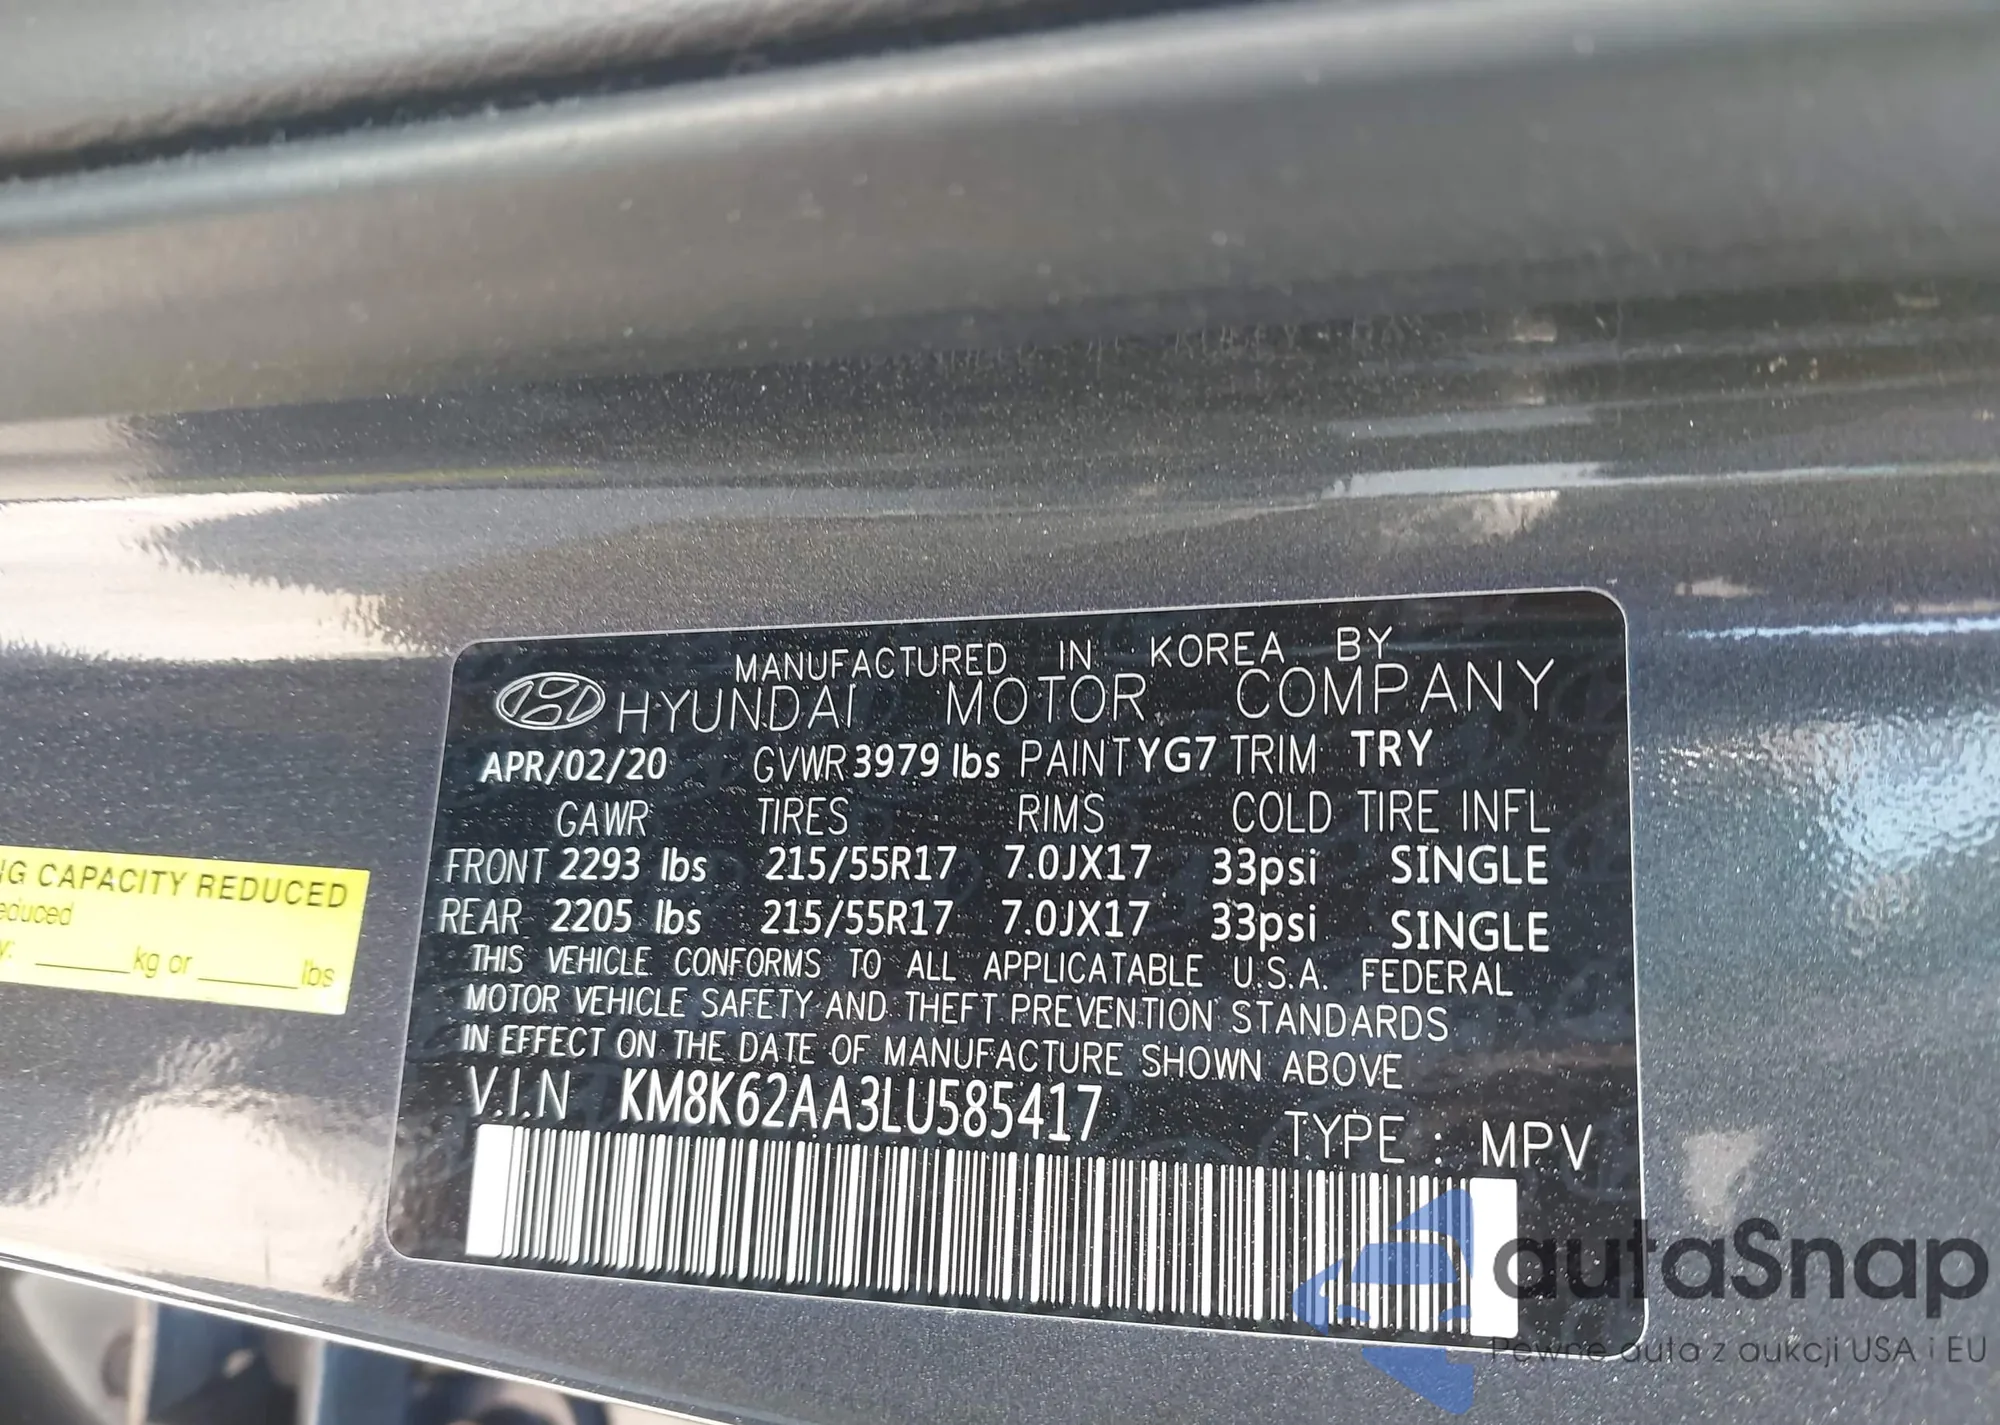 MANUFACTURED IN KOREA BY
HYUNDAI MOTOR COMPANY
APR/02/20 GVWR 3979 lbs PAINT YG7 TRIM TRY
GAWR TIRES RIMS COLD TIRE INFL
FRONT 2293 lbs 215/55R17 7.0JX17 33psi SINGLE
REAR 2205 lbs 215/55R17 7.0JX17 33psi SINGLE
THIS VEHICLE CONFORMS TO ALL APPLICATABLE U.S.A. FEDERAL
MOTOR VEHICLE SAFETY AND THEFT PREVENTION STANDARDS
IN EFFECT ON THE DATE OF MANUFACTURE SHOWN ABOVE
V.I.N KM8K62AA3LU585417
TYPE : MPV
NG CAPACITY REDUCED
educed
y: ______kg or ______lbs
autaSnap
Pewne auta z aukcji USA i EU